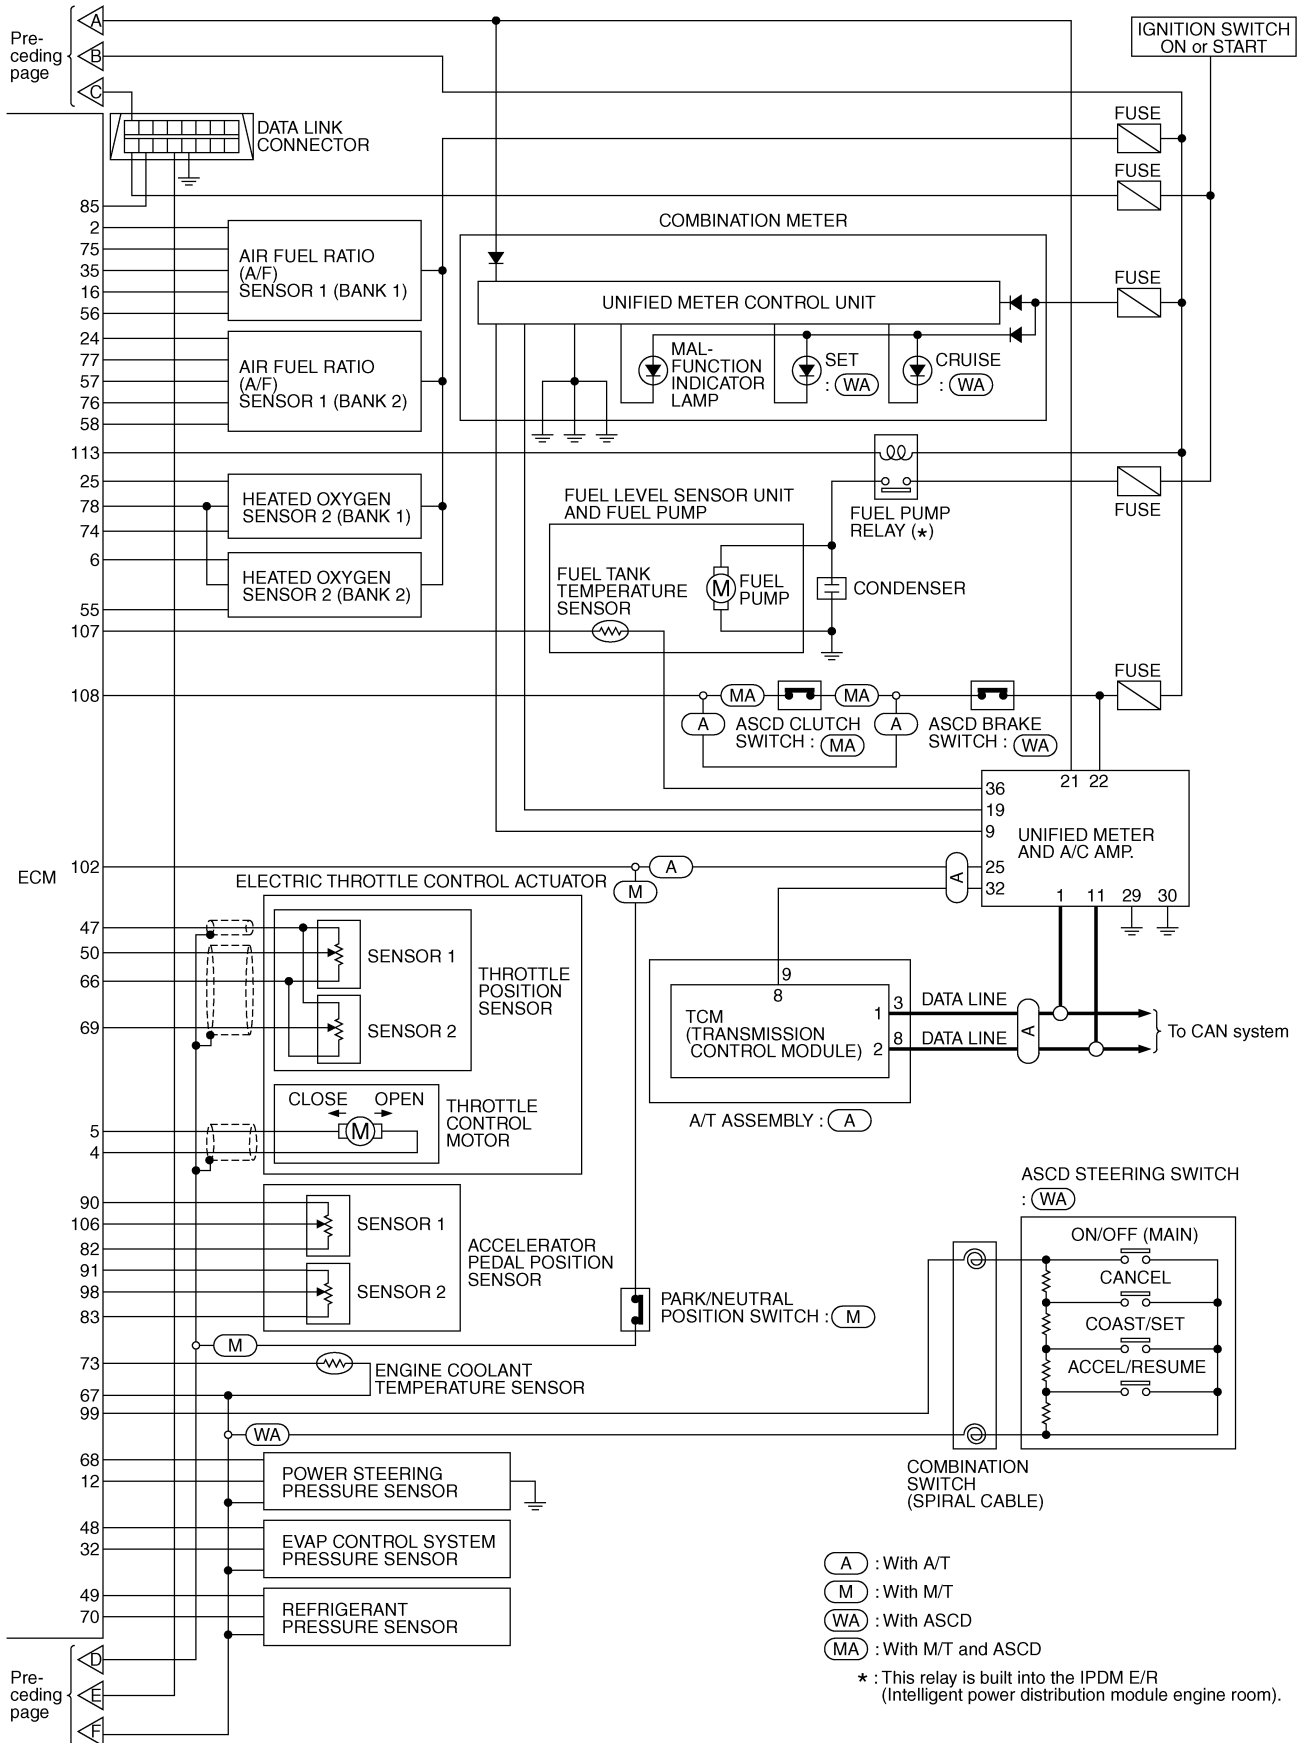 A
Pre-
ceding
page
B
C
IGNITION SWITCH
ON or START
DATA LINK
CONNECTOR
FUSE
FUSE
85
2
75
35
16
56
AIR FUEL RATIO
(A/F)
SENSOR 1 (BANK 1)
COMBINATION METER
FUSE
UNIFIED METER CONTROL UNIT
24
77
57
76
58
AIR FUEL RATIO
(A/F)
SENSOR 1 (BANK 2)
MAL-
FUNCTION
INDICATOR
LAMP
SET
: WA
CRUISE
: WA
113
25
78
74
HEATED OXYGEN
SENSOR 2 (BANK 1)
FUEL LEVEL SENSOR UNIT
AND FUEL PUMP
FUEL PUMP
RELAY (*)
FUSE
6
55
107
HEATED OXYGEN
SENSOR 2 (BANK 2)
FUEL TANK
TEMPERATURE
SENSOR
M
FUEL
PUMP
CONDENSER
108
MA
MA
FUSE
A
ASCD CLUTCH
SWITCH : MA
A
ASCD BRAKE
SWITCH : WA
21 22
36
19
9
25
32
UNIFIED METER
AND A/C AMP.
1 11 29 30
ECM
102
A
A
M
ELECTRIC THROTTLE CONTROL ACTUATOR
47
50
66
69
SENSOR 1
SENSOR 2
THROTTLE
POSITION
SENSOR
9
8
TCM
(TRANSMISSION
CONTROL MODULE)
1
2
3
8
DATA LINE
DATA LINE
A
To CAN system
A/T ASSEMBLY : A
5
4
CLOSE OPEN
M
THROTTLE
CONTROL
MOTOR
90
106
82
91
98
83
SENSOR 1
SENSOR 2
ACCELERATOR
PEDAL POSITION
SENSOR
ASCD STEERING SWITCH
: WA
ON/OFF (MAIN)
CANCEL
COAST/SET
ACCEL/RESUME
PARK/NEUTRAL
POSITION SWITCH : M
M
73
67
99
ENGINE COOLANT
TEMPERATURE SENSOR
WA
COMBINATION
SWITCH
(SPIRAL CABLE)
68
12
POWER STEERING
PRESSURE SENSOR
48
32
EVAP CONTROL SYSTEM
PRESSURE SENSOR
49
70
REFRIGERANT
PRESSURE SENSOR
A : With A/T
M : With M/T
WA : With ASCD
MA : With M/T and ASCD
* : This relay is built into the IPDM E/R
(Intelligent power distribution module engine room).
D
Pre-
ceding
page
E
F